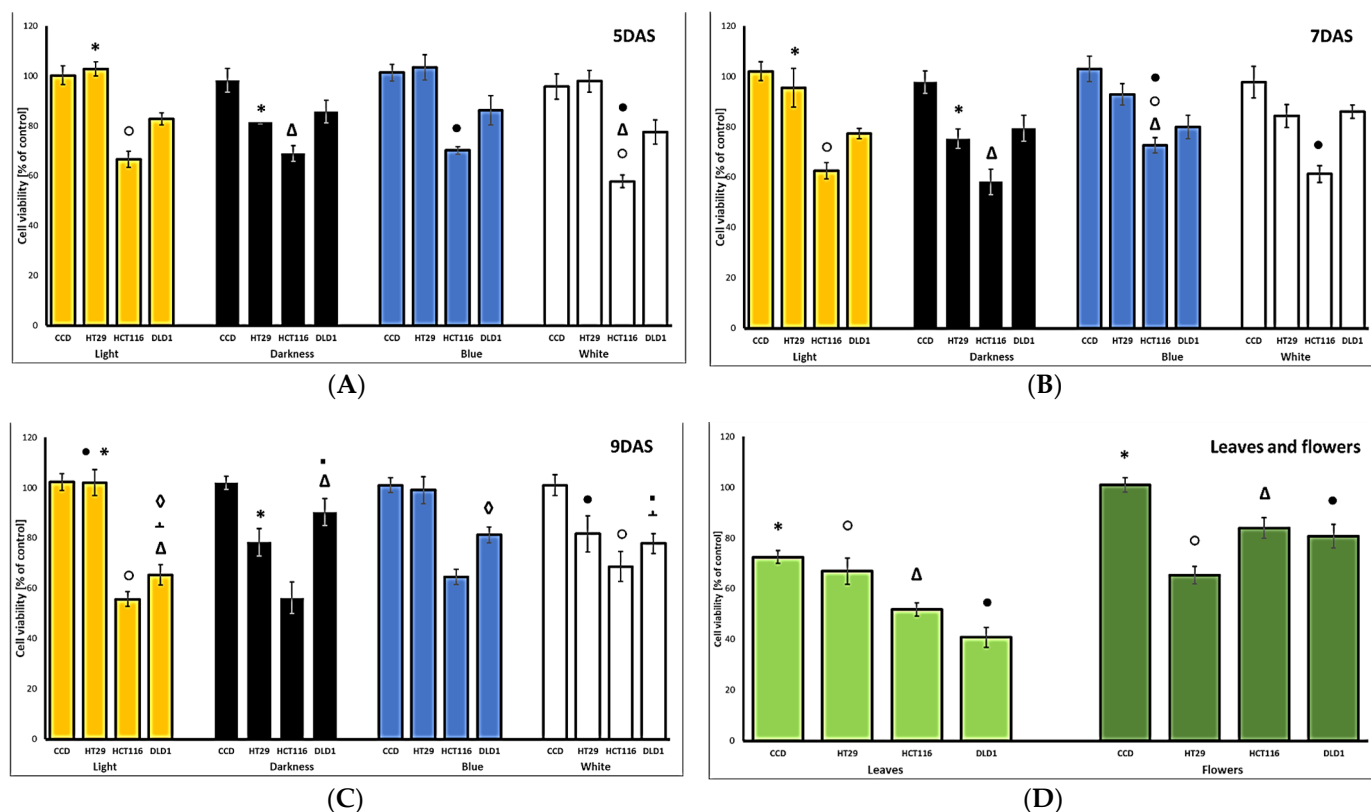 5DAS
Cell viability [% of control]
120
100
80
60
40
20
0
*
*
○
Δ
●
●
Δ
○
CCD HT29 HCT116 DLD1 CCD HT29 HCT116 DLD1 CCD HT29 HCT116 DLD1 CCD HT29 HCT116 DLD1
Light Darkness Blue White
(A)
7DAS
Cell viability [% of control]
120
100
80
60
40
20
0
*
*
○
Δ
●
○
Δ
●
CCD HT29 HCT116 DLD1 CCD HT29 HCT116 DLD1 CCD HT29 HCT116 DLD1 CCD HT29 HCT116 DLD1
Light Darkness Blue White
(B)
9DAS
Cell viability [% of control]
120
100
80
60
40
20
0
● *
○
◊
Δ
*
▪
Δ
◊
●
○
▪
CCD HT29 HCT116 DLD1 CCD HT29 HCT116 DLD1 CCD HT29 HCT116 DLD1 CCD HT29 HCT116 DLD1
Light Darkness Blue White
(C)
Leaves and flowers
Cell viability [% of control]
120
100
80
60
40
20
0
*
○
Δ
●
*
○
Δ
●
CCD HT29 HCT116 DLD1 CCD HT29 HCT116 DLD1
Leaves Flowers
(D)